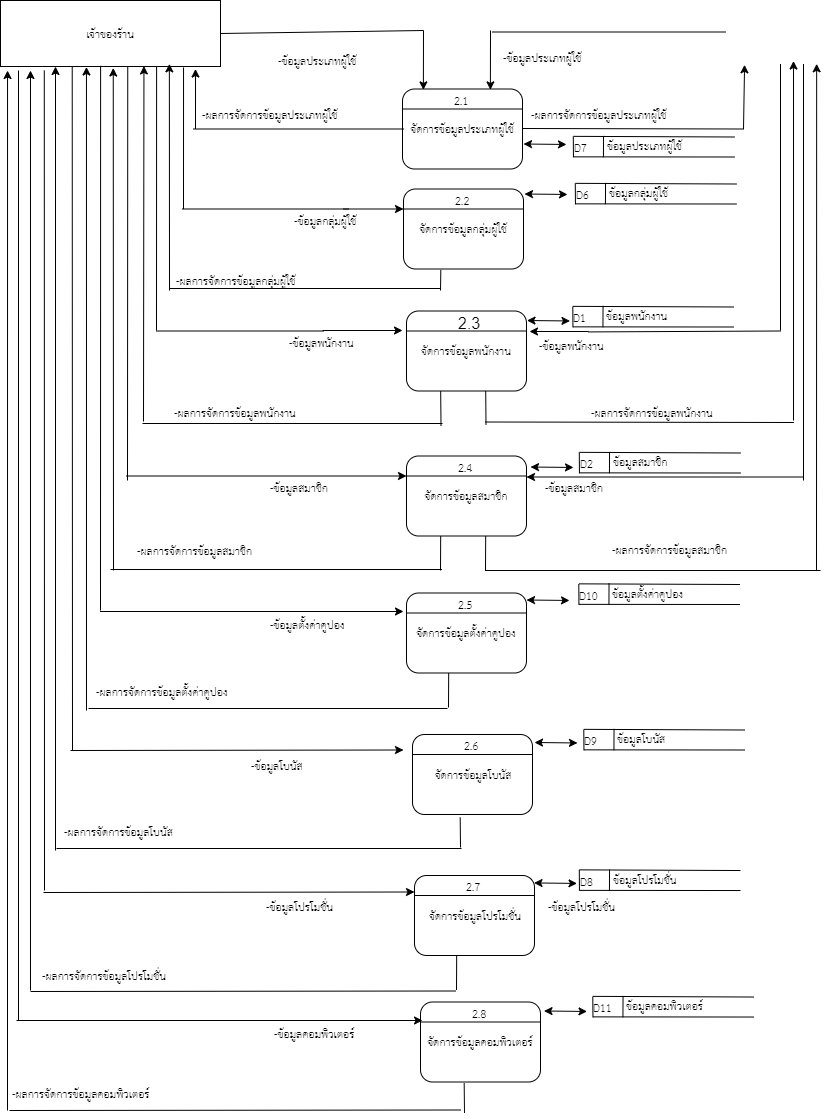 เจ้าของร้าน
-ข้อมูลประเภทผู้ใช้
-ข้อมูลประเภทผู้ใช้
2.1
จัดการข้อมูลประเภทผู้ใช้
-ผลการจัดการข้อมูลประเภทผู้ใช้
-ผลการจัดการข้อมูลประเภทผู้ใช้
D7
ข้อมูลประเภทผู้ใช้
2.2
จัดการข้อมูลกลุ่มผู้ใช้
D6
ข้อมูลกลุ่มผู้ใช้
-ข้อมูลกลุ่มผู้ใช้
-ผลการจัดการข้อมูลกลุ่มผู้ใช้
2.3
จัดการข้อมูลพนักงาน
D1
ข้อมูลพนักงาน
-ข้อมูลพนักงาน
-ข้อมูลพนักงาน
-ผลการจัดการข้อมูลพนักงาน
-ผลการจัดการข้อมูลพนักงาน
2.4
จัดการข้อมูลสมาชิก
D2
ข้อมูลสมาชิก
-ข้อมูลสมาชิก
-ข้อมูลสมาชิก
-ผลการจัดการข้อมูลสมาชิก
-ผลการจัดการข้อมูลสมาชิก
2.5
จัดการข้อมูลตั้งค่าคูปอง
D10
ข้อมูลตั้งค่าคูปอง
-ข้อมูลตั้งค่าคูปอง
-ผลการจัดการข้อมูลตั้งค่าคูปอง
2.6
จัดการข้อมูลโบนัส
D9
ข้อมูลโบนัส
-ข้อมูลโบนัส
-ผลการจัดการข้อมูลโบนัส
2.7
จัดการข้อมูลโปรโมชั่น
D8
ข้อมูลโปรโมชั่น
-ข้อมูลโปรโมชั่น
-ข้อมูลโปรโมชั่น
-ผลการจัดการข้อมูลโปรโมชั่น
2.8
จัดการข้อมูลคอมพิวเตอร์
D11
ข้อมูลคอมพิวเตอร์
-ข้อมูลคอมพิวเตอร์
-ผลการจัดการข้อมูลคอมพิวเตอร์